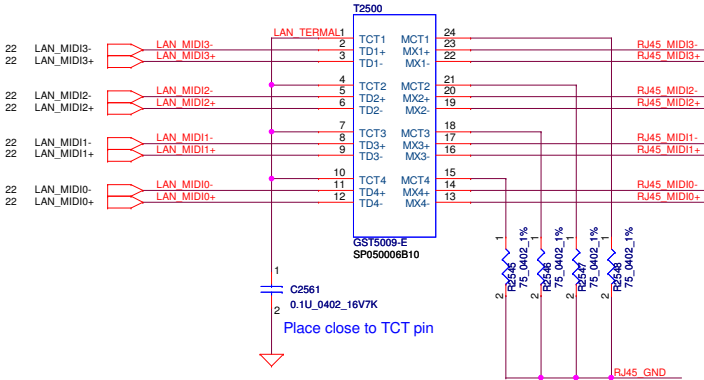 T2500
LAN_TERMAL 1 TCT1 MCT1 24
22 LAN_MIDI3- LAN_MIDI3- 2 TD1+ MX1+ 23 RJ45_MIDI3-
22 LAN_MIDI3+ LAN_MIDI3+ 3 TD1- MX1- 22 RJ45_MIDI3+
4 TCT2 MCT2 21
22 LAN_MIDI2- LAN_MIDI2- 5 TD2+ MX2+ 20 RJ45_MIDI2-
22 LAN_MIDI2+ LAN_MIDI2+ 6 TD2- MX2- 19 RJ45_MIDI2+
7 TCT3 MCT3 18
22 LAN_MIDI1- LAN_MIDI1- 8 TD3+ MX3+ 17 RJ45_MIDI1-
22 LAN_MIDI1+ LAN_MIDI1+ 9 TD3- MX3- 16 RJ45_MIDI1+
10 TCT4 MCT4 15
22 LAN_MIDI0- LAN_MIDI0- 11 TD4+ MX4+ 14 RJ45_MIDI0-
22 LAN_MIDI0+ LAN_MIDI0+ 12 TD4- MX4- 13 RJ45_MIDI0+
GST5009-E
SP050006B10
1
C2561
0.1U_0402_16V7K
2
Place close to TCT pin
1 R2545 75_0402_1% 2
1 R2546 75_0402_1% 2
1 R2547 75_0402_1% 2
1 R2548 75_0402_1% 2
RJ45_GND